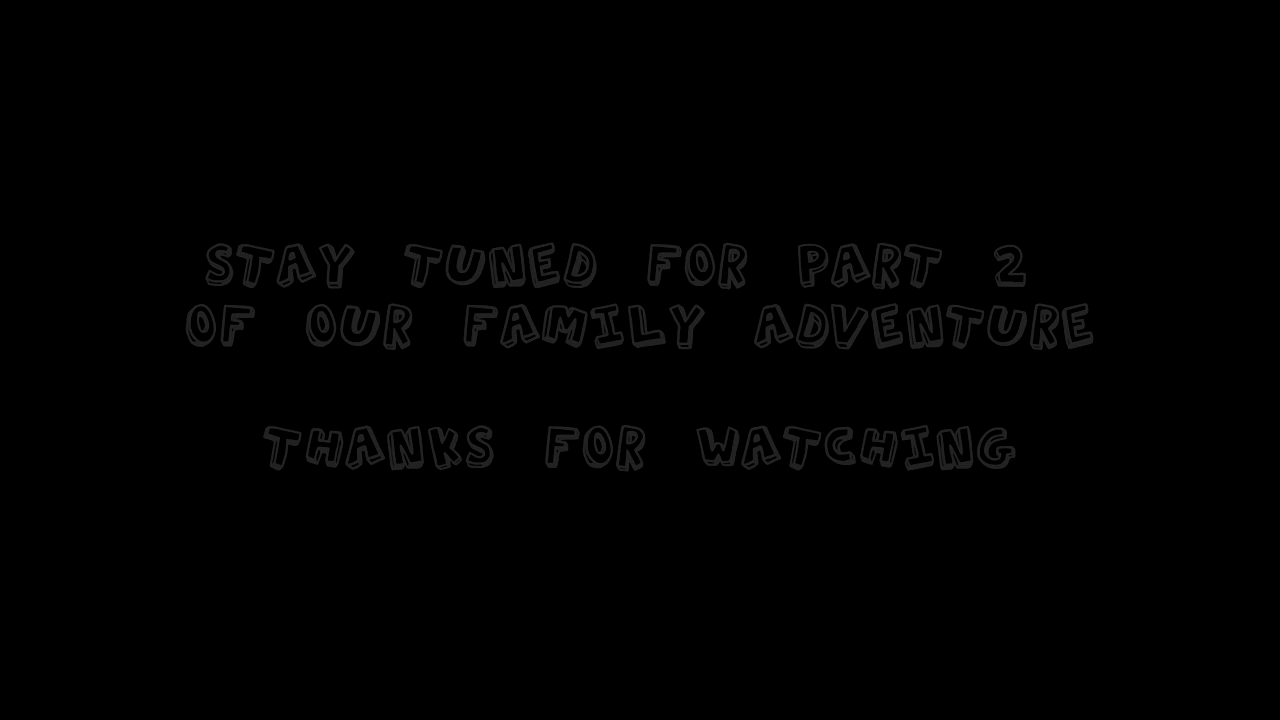 STAY TUNED FOR PART 2
OF OUR FAMILY ADVENTURE
THANKS FOR WATCHING